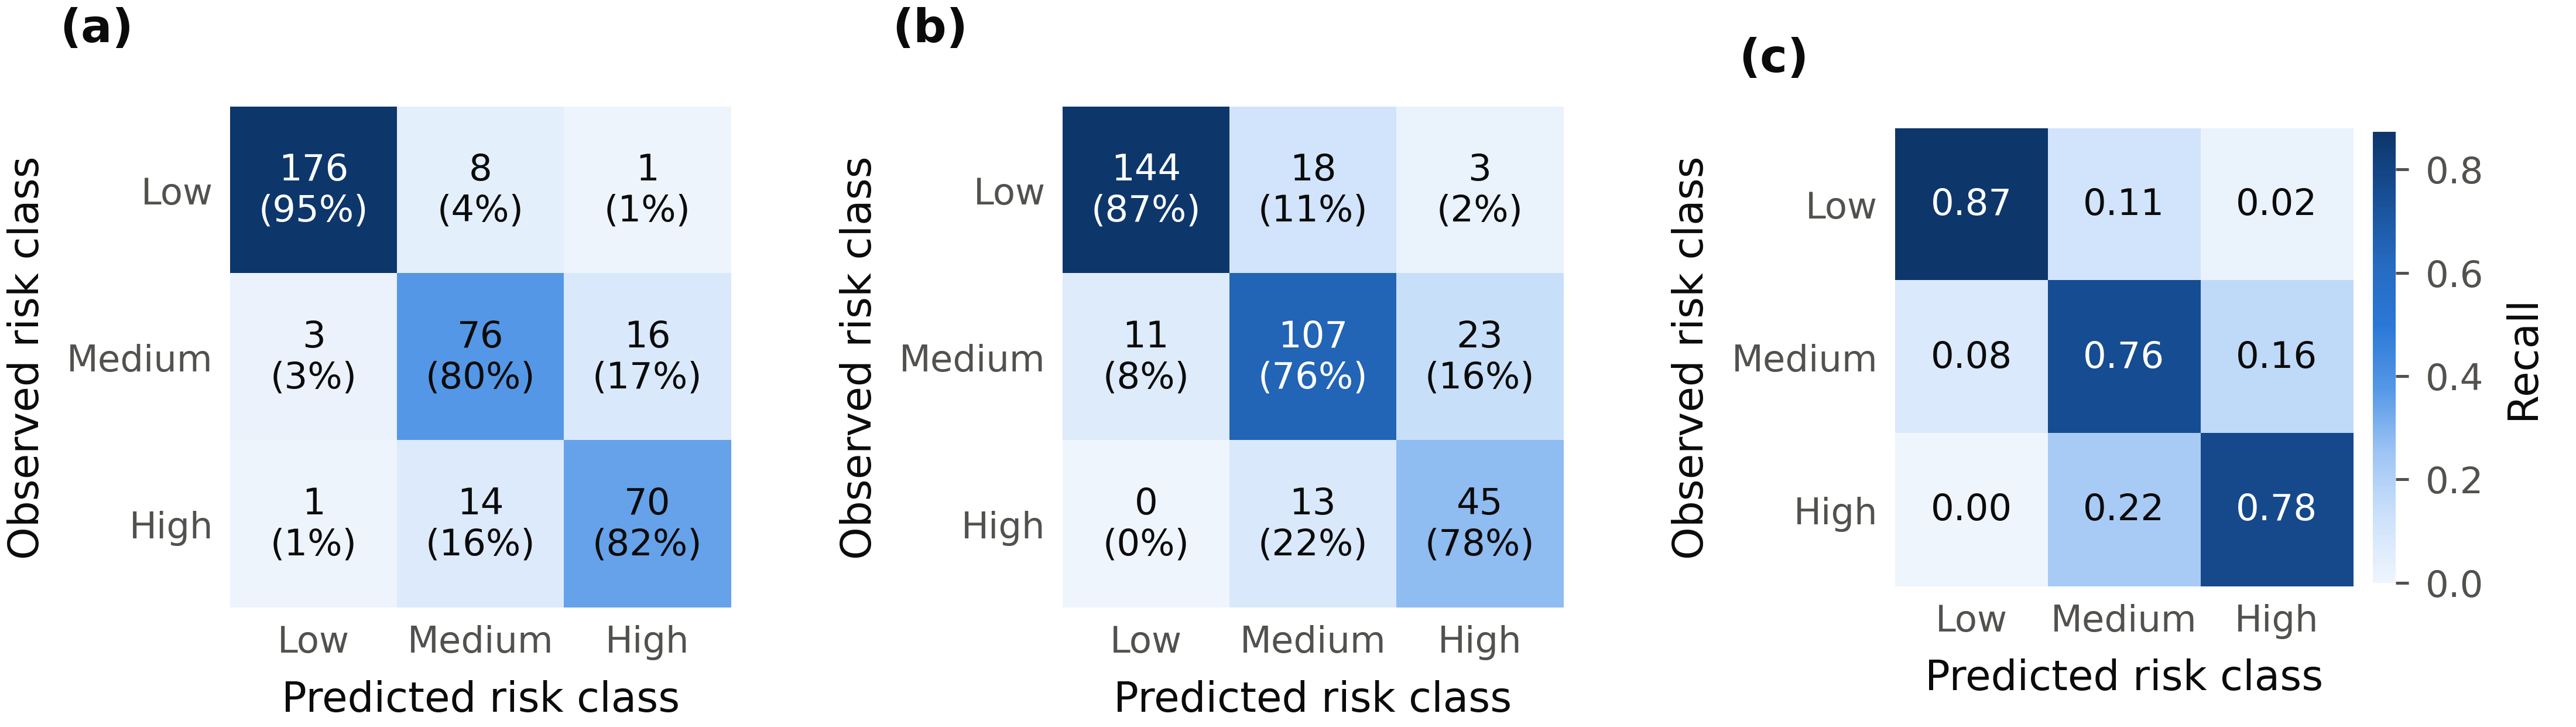 (a)
Observed risk class
Low
Medium
High
176
(95%)
8
(4%)
1
(1%)
3
(3%)
76
(80%)
16
(17%)
1
(1%)
14
(16%)
70
(82%)
Low Medium High
Predicted risk class
(b)
Observed risk class
Low
Medium
High
144
(87%)
18
(11%)
3
(2%)
11
(8%)
107
(76%)
23
(16%)
0
(0%)
13
(22%)
45
(78%)
Low Medium High
Predicted risk class
(c)
Observed risk class
Low 0.87 0.11 0.02
Medium 0.08 0.76 0.16
High 0.00 0.22 0.78
Low Medium High
Predicted risk class
0.8
0.6
0.4
0.2
0.0
Recall